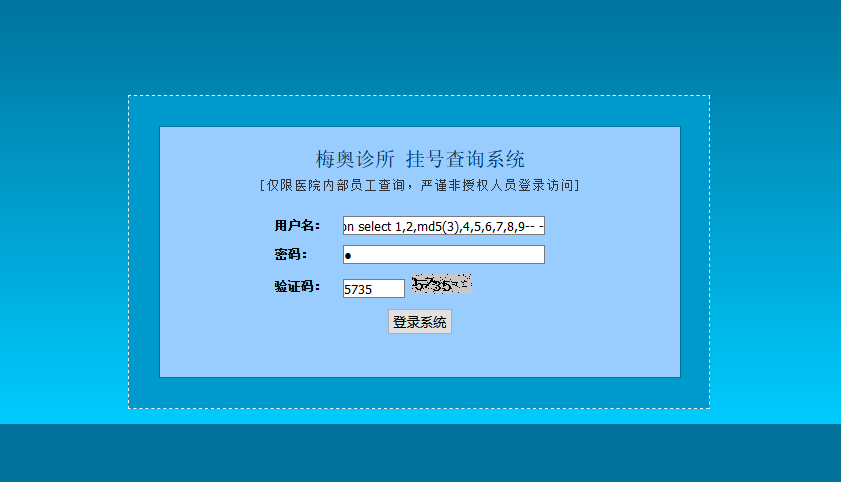 梅奥诊所 挂号查询系统
[仅限医院内部员工查询，严谨非授权人员登录访问]
用户名： on select 1,2,md5(3),4,5,6,7,8,9-- -
密码： ●
验证码： 5735 5735
登录系统